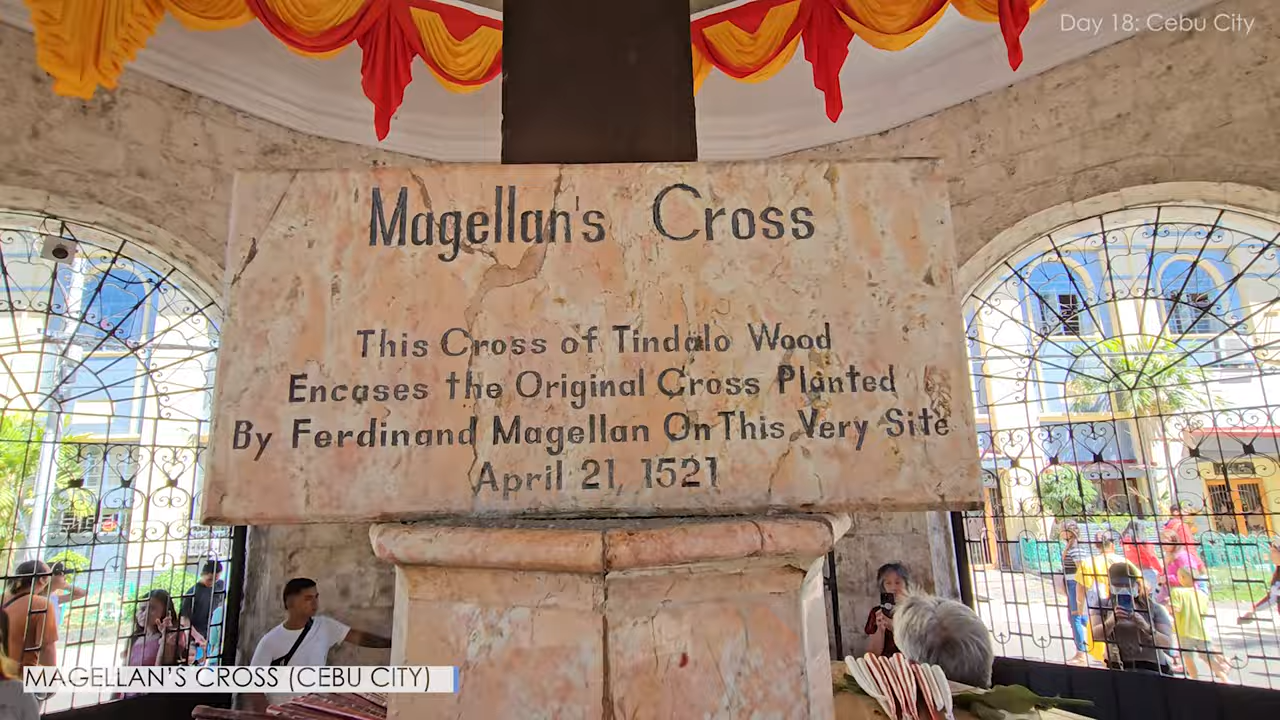 Day 18: Cebu City
Magellan's Cross
This Cross of Tindalo Wood
Encases the Original Cross Planted
By Ferdinand Magellan On This Very Site
April 21, 1521
MAGELLAN'S CROSS (CEBU CITY)